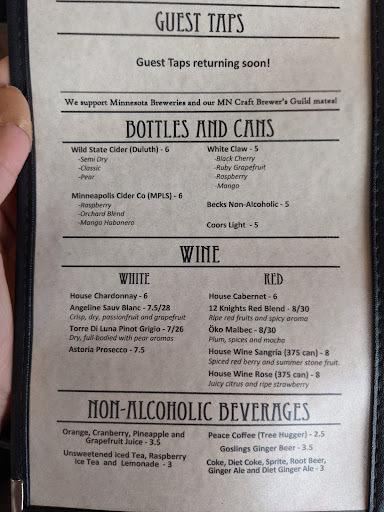 GUEST TAPS
Guest Taps returning soon!
We support Minnesota Breweries and our MN Craft Brewer's Guild mates!
BOTTLES AND CANS
Wild State Cider (Duluth) - 6
-Semi Dry
-Classic
-Pear
Minneapolis Cider Co (MPLS) - 6
-Raspberry
-Orchard Blend
-Mango Habanero
White Claw - 5
-Black Cherry
-Ruby Grapefruit
-Raspberry
-Mango
Becks Non-Alcoholic - 5
Coors Light - 5
WINE
WHITE
House Chardonnay - 6
Angeline Sauv Blanc - 7.5/28
Crisp, dry, passionfruit and grapefruit
Torre Di Luna Pinot Grigio - 7/26
Dry, full-bodied with pear aromas
Astoria Prosecco - 7.5
RED
House Cabernet - 6
12 Knights Red Blend - 8/30
Ripe red fruits and spicy aroma
Öko Malbec - 8/30
Plum, spices and mocha
House Wine Sangria (375 can) - 8
Spiced red berry and summer stone fruit.
House Wine Rose (375 can) - 8
Juicy citrus and ripe strawberry
NON-ALCOHOLIC BEVERAGES
Orange, Cranberry, Pineapple and
Grapefruit Juice - 3.5
Unsweetened Iced Tea, Raspberry
Ice Tea and Lemonade - 3
Peace Coffee (Tree Hugger) - 2.5
Goslings Ginger Beer - 3.5
Coke, Diet Coke, Sprite, Root Beer,
Ginger Ale and Diet Ginger Ale - 3